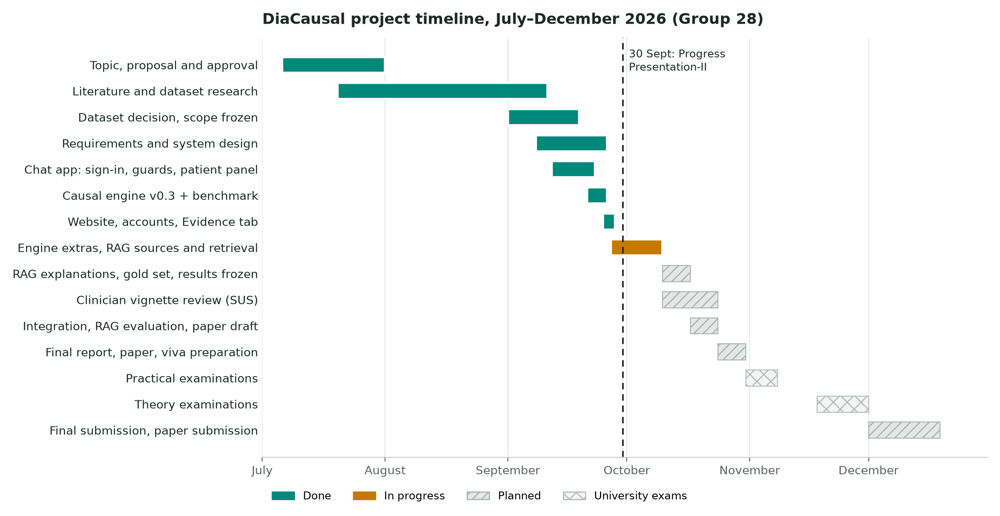 DiaCausal project timeline, July–December 2026 (Group 28)
30 Sept: Progress
Presentation-II
Topic, proposal and approval
Literature and dataset research
Dataset decision, scope frozen
Requirements and system design
Chat app: sign-in, guards, patient panel
Causal engine v0.3 + benchmark
Website, accounts, Evidence tab
Engine extras, RAG sources and retrieval
RAG explanations, gold set, results frozen
Clinician vignette review (SUS)
Integration, RAG evaluation, paper draft
Final report, paper, viva preparation
Practical examinations
Theory examinations
Final submission, paper submission
July August September October November December
Done In progress Planned University exams